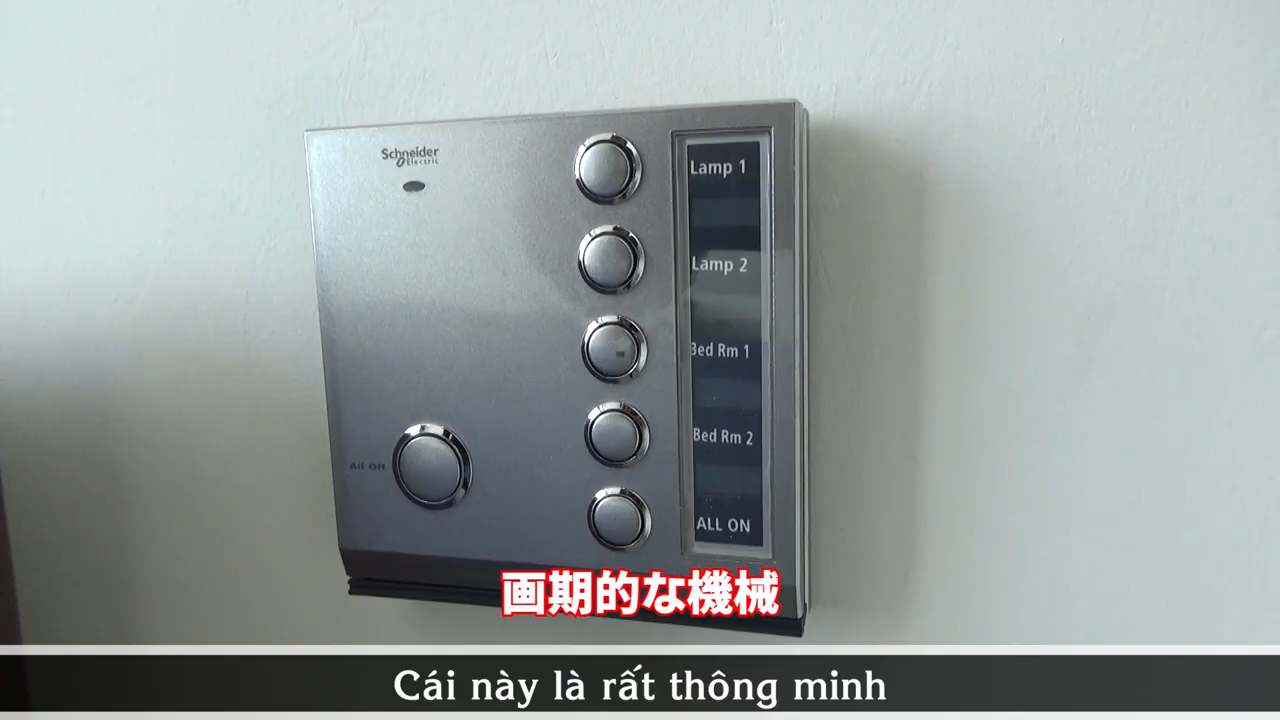 Schneider
Electric
Lamp 1
Lamp 2
Bed Rm 1
Bed Rm 2
All Off
ALL ON
画期的な機械
Cái này là rất thông minh